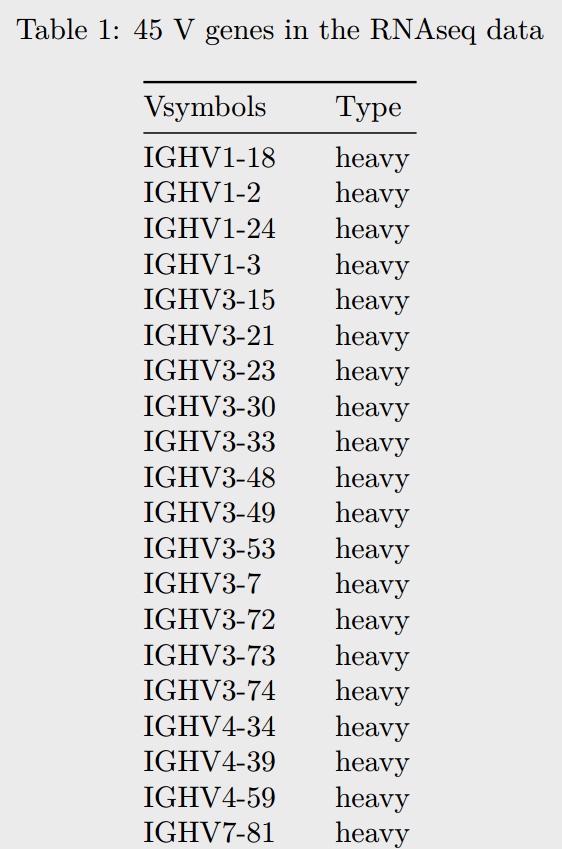 Table 1: 45 V genes in the RNAseq data
Vsymbols Type
IGHV1-18 heavy
IGHV1-2 heavy
IGHV1-24 heavy
IGHV1-3 heavy
IGHV3-15 heavy
IGHV3-21 heavy
IGHV3-23 heavy
IGHV3-30 heavy
IGHV3-33 heavy
IGHV3-48 heavy
IGHV3-49 heavy
IGHV3-53 heavy
IGHV3-7 heavy
IGHV3-72 heavy
IGHV3-73 heavy
IGHV3-74 heavy
IGHV4-34 heavy
IGHV4-39 heavy
IGHV4-59 heavy
IGHV7-81 heavy